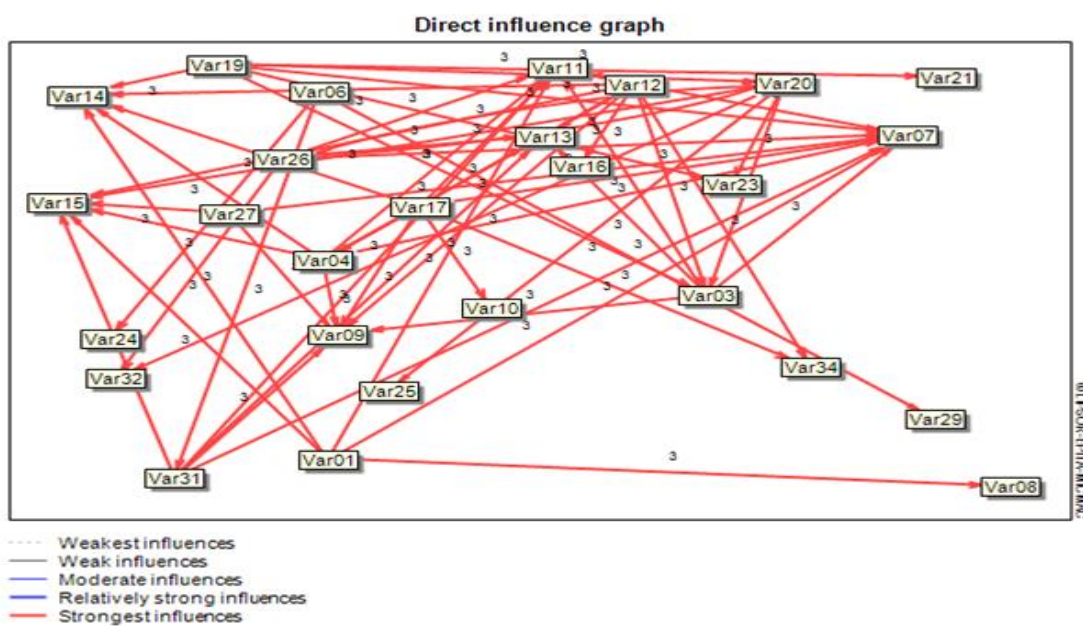 Direct influence graph
Var19
Var11
Var12
Var20
Var21
Var14
Var06
Var13
Var07
Var26
Var16
Var23
Var15
Var27
Var17
Var04
Var10
Var03
Var24
Var09
Var32
Var34
Var25
Var29
Var01
Var31
Var08
3
Weakest influences
Weak influences
Moderate influences
Relatively strong influences
Strongest influences